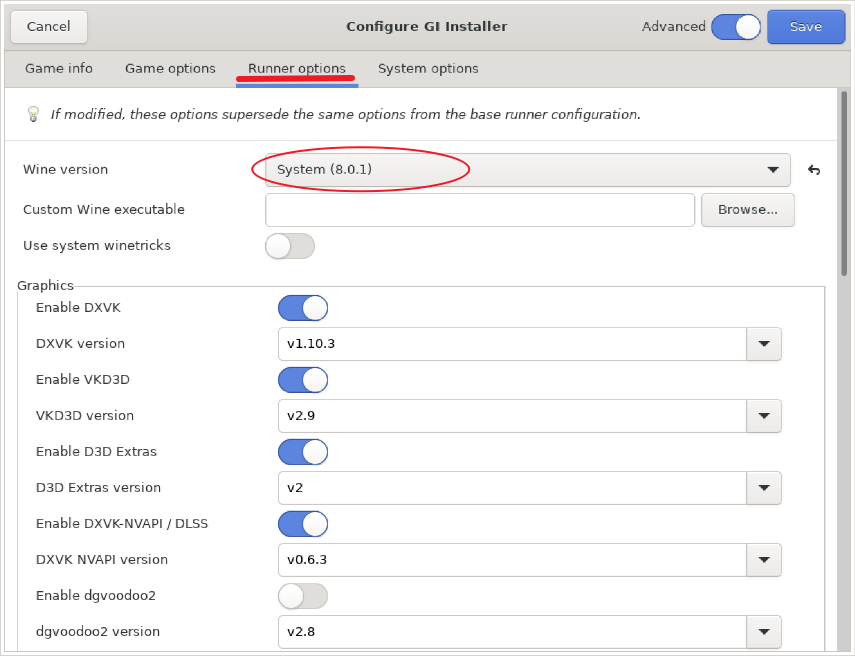 Cancel Configure GI Installer Advanced Save
Game info Game options Runner options System options
If modified, these options supersede the same options from the base runner configuration.
Wine version System (8.0.1)
Custom Wine executable Browse...
Use system winetricks
Graphics
Enable DXVK
DXVK version v1.10.3
Enable VKD3D
VKD3D version v2.9
Enable D3D Extras
D3D Extras version v2
Enable DXVK-NVAPI / DLSS
DXVK NVAPI version v0.6.3
Enable dgvoodoo2
dgvoodoo2 version v2.8